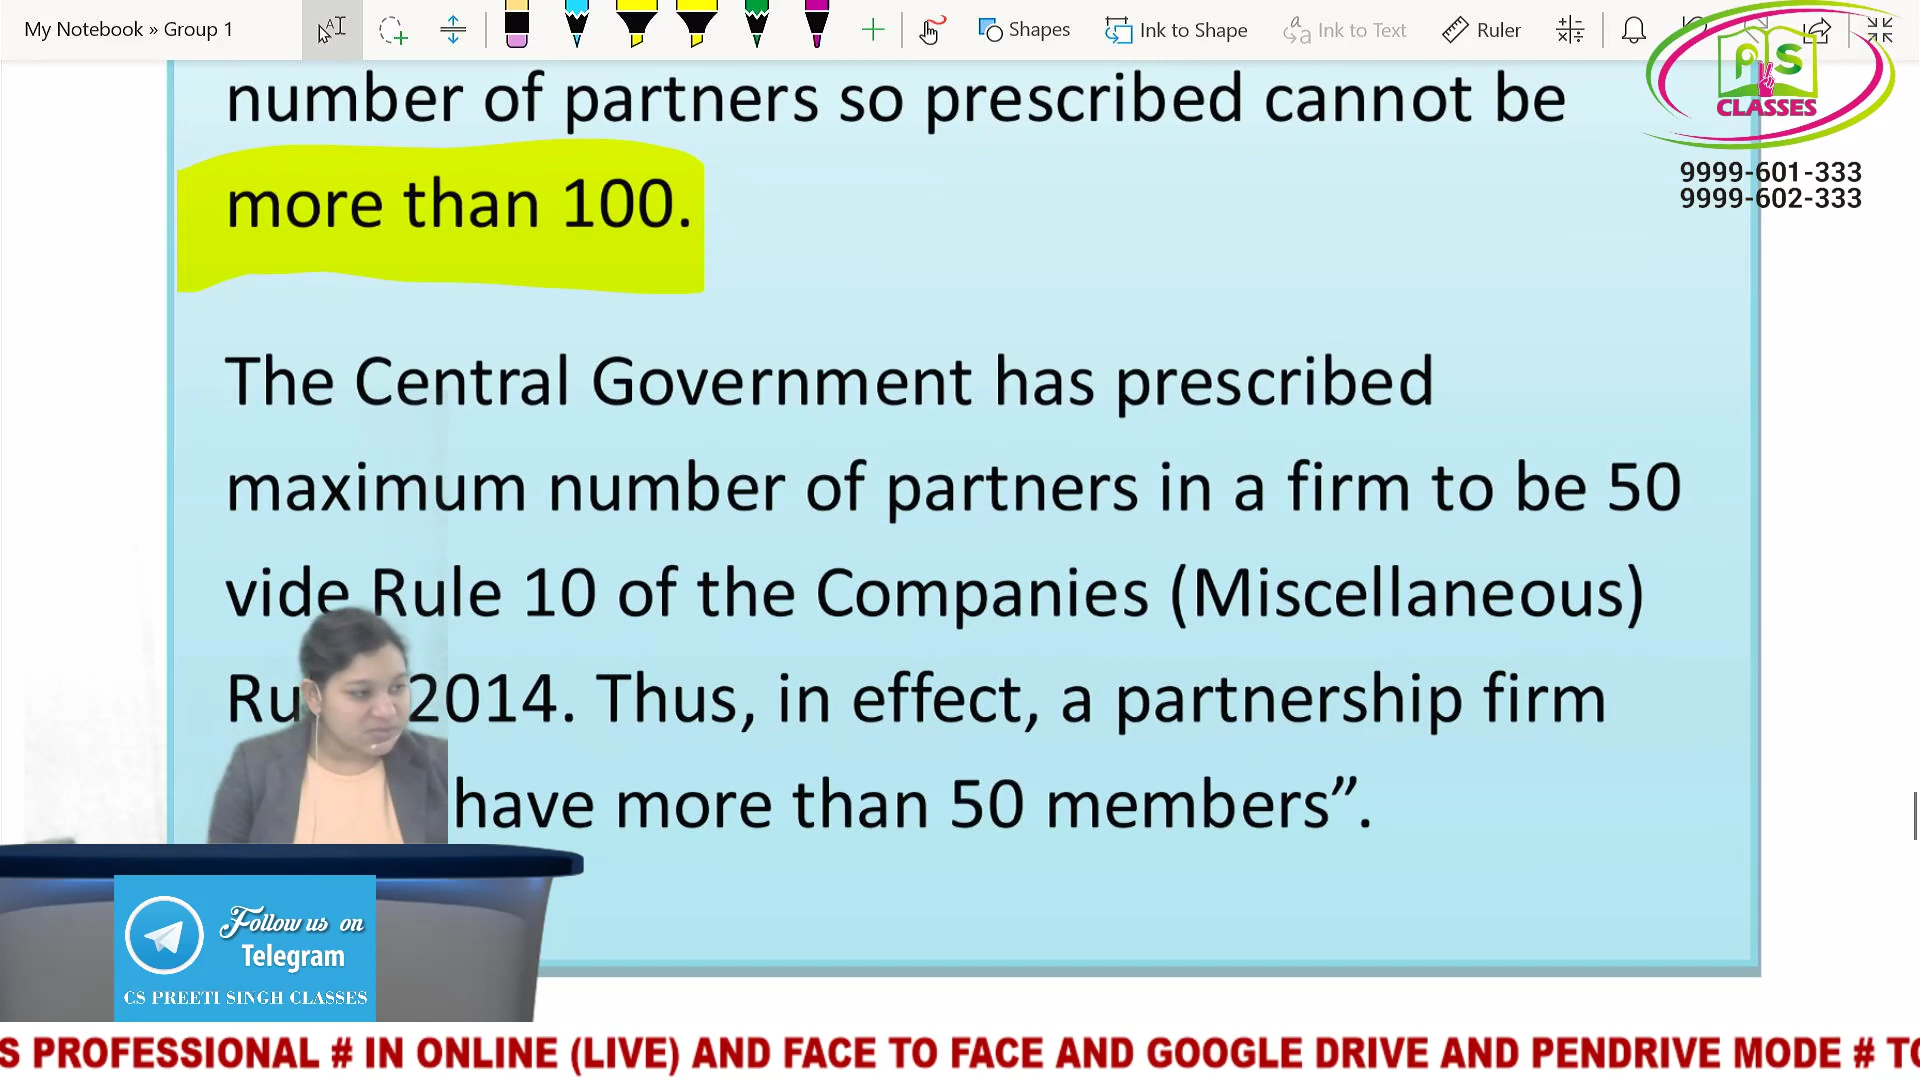 My Notebook » Group 1
Shapes
Ink to Shape
Ink to Text
Ruler
PS
CLASSES
9999-601-333
9999-602-333
number of partners so prescribed cannot be
more than 100.
The Central Government has prescribed
maximum number of partners in a firm to be 50
vide Rule 10 of the Companies (Miscellaneous)
Ru 2014. Thus, in effect, a partnership firm
have more than 50 members”.
Follow us on
Telegram
CS PREETI SINGH CLASSES
S PROFESSIONAL # IN ONLINE (LIVE) AND FACE TO FACE AND GOOGLE DRIVE AND PENDRIVE MODE # TO